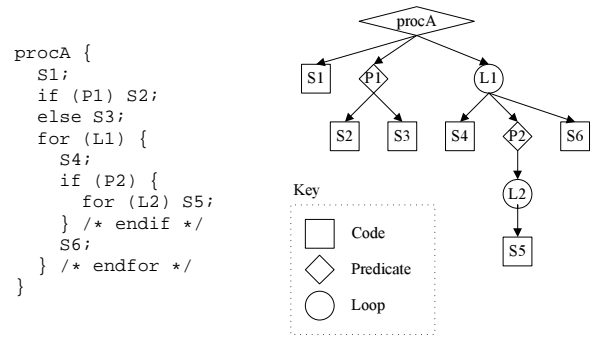 procA {
S1;
if (P1) S2;
else S3;
for (L1) {
S4;
if (P2) {
for (L2) S5;
} /* endif */
S6;
} /* endfor */
}
procA
S1
P1
L1
S2
S3
S4
P2
S6
L2
S5
Key
Code
Predicate
Loop